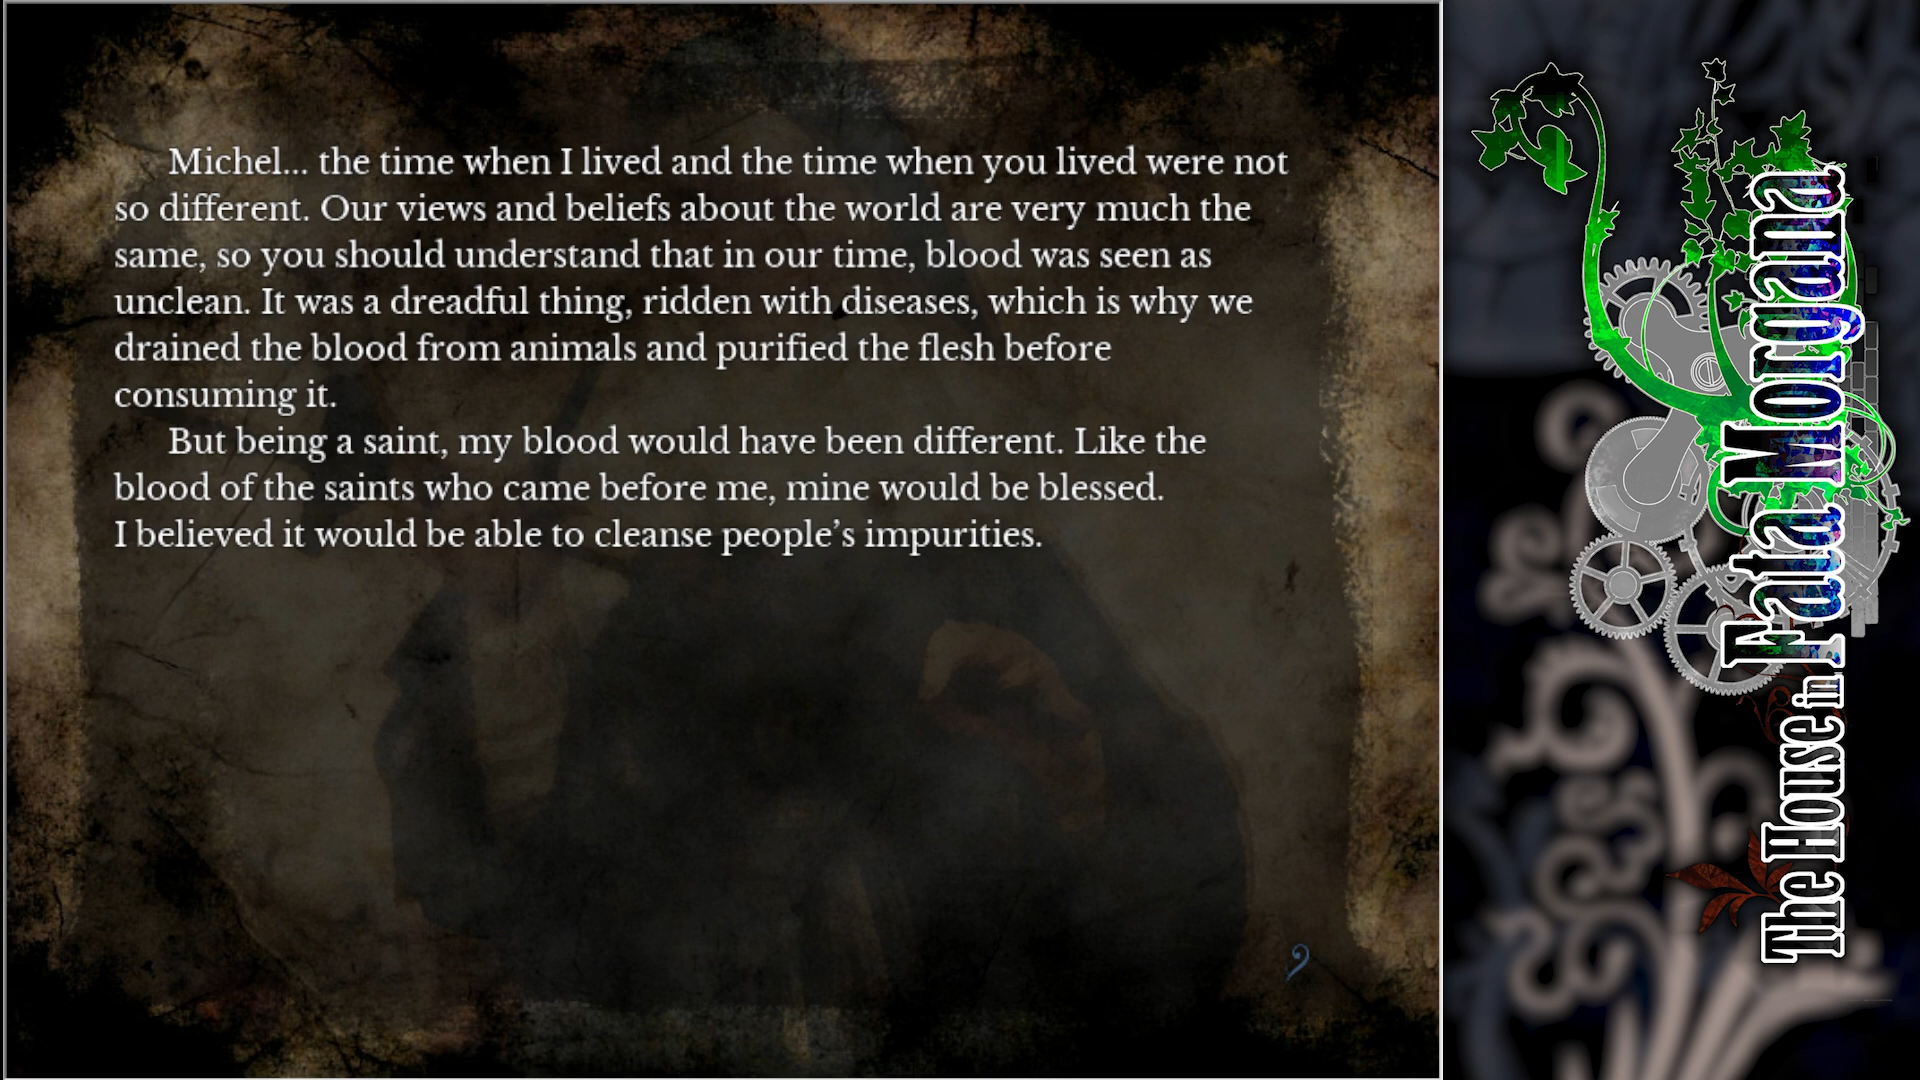 Michel... the time when I lived and the time when you lived were not
so different. Our views and beliefs about the world are very much the
same, so you should understand that in our time, blood was seen as
unclean. It was a dreadful thing, ridden with diseases, which is why we
drained the blood from animals and purified the flesh before
consuming it.
But being a saint, my blood would have been different. Like the
blood of the saints who came before me, mine would be blessed.
I believed it would be able to cleanse people’s impurities.
The House in Fata Morgana